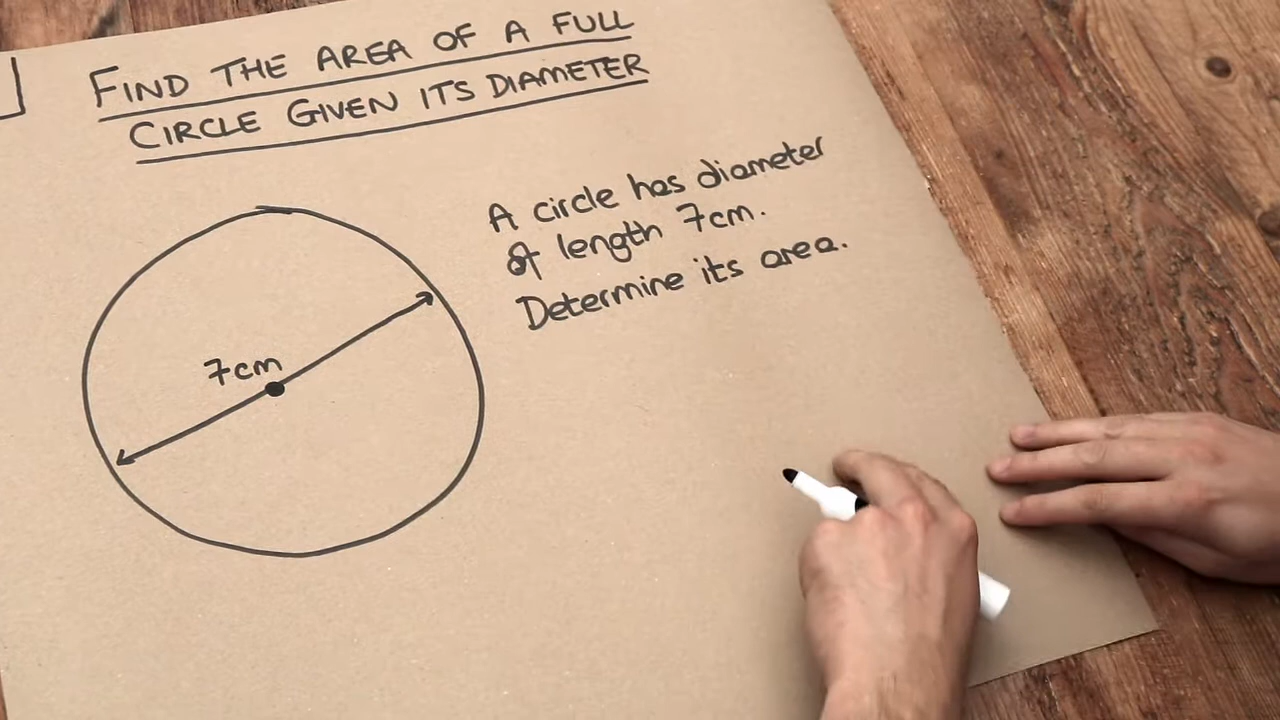 FIND THE AREA OF A FULL
CIRCLE GIVEN ITS DIAMETER
A circle has diameter
of length 7cm.
Determine its area.
7cm